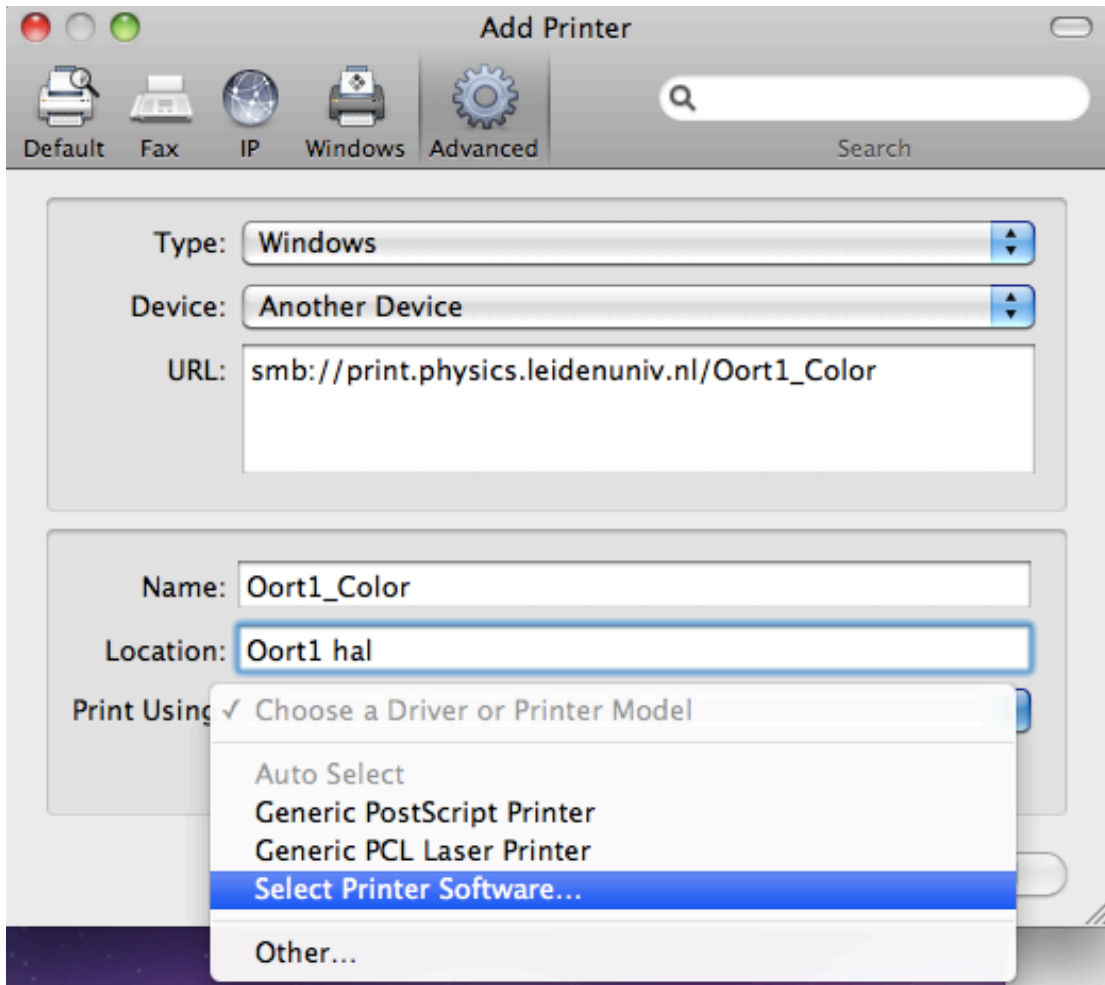 Add Printer
Default Fax IP Windows Advanced Search
Type: Windows
Device: Another Device
URL: smb://print.physics.leidenuniv.nl/Oort1_Color
Name: Oort1_Color
Location: Oort1 hal
Print Using ✓ Choose a Driver or Printer Model
Auto Select
Generic PostScript Printer
Generic PCL Laser Printer
Select Printer Software...
Other...